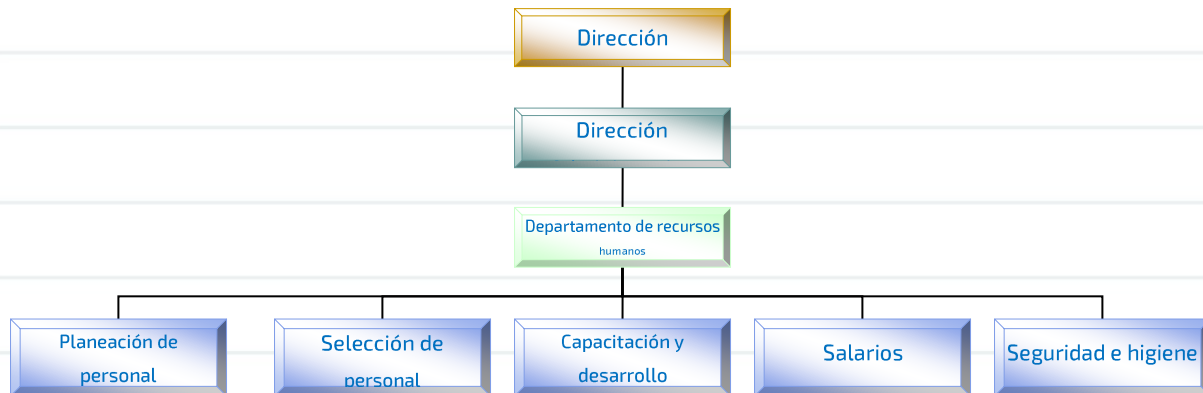 Dirección
Dirección
Departamento de recursos
humanos
Planeación de
personal
Selección de
personal
Capacitación y
desarrollo
Salarios
Seguridad e higiene